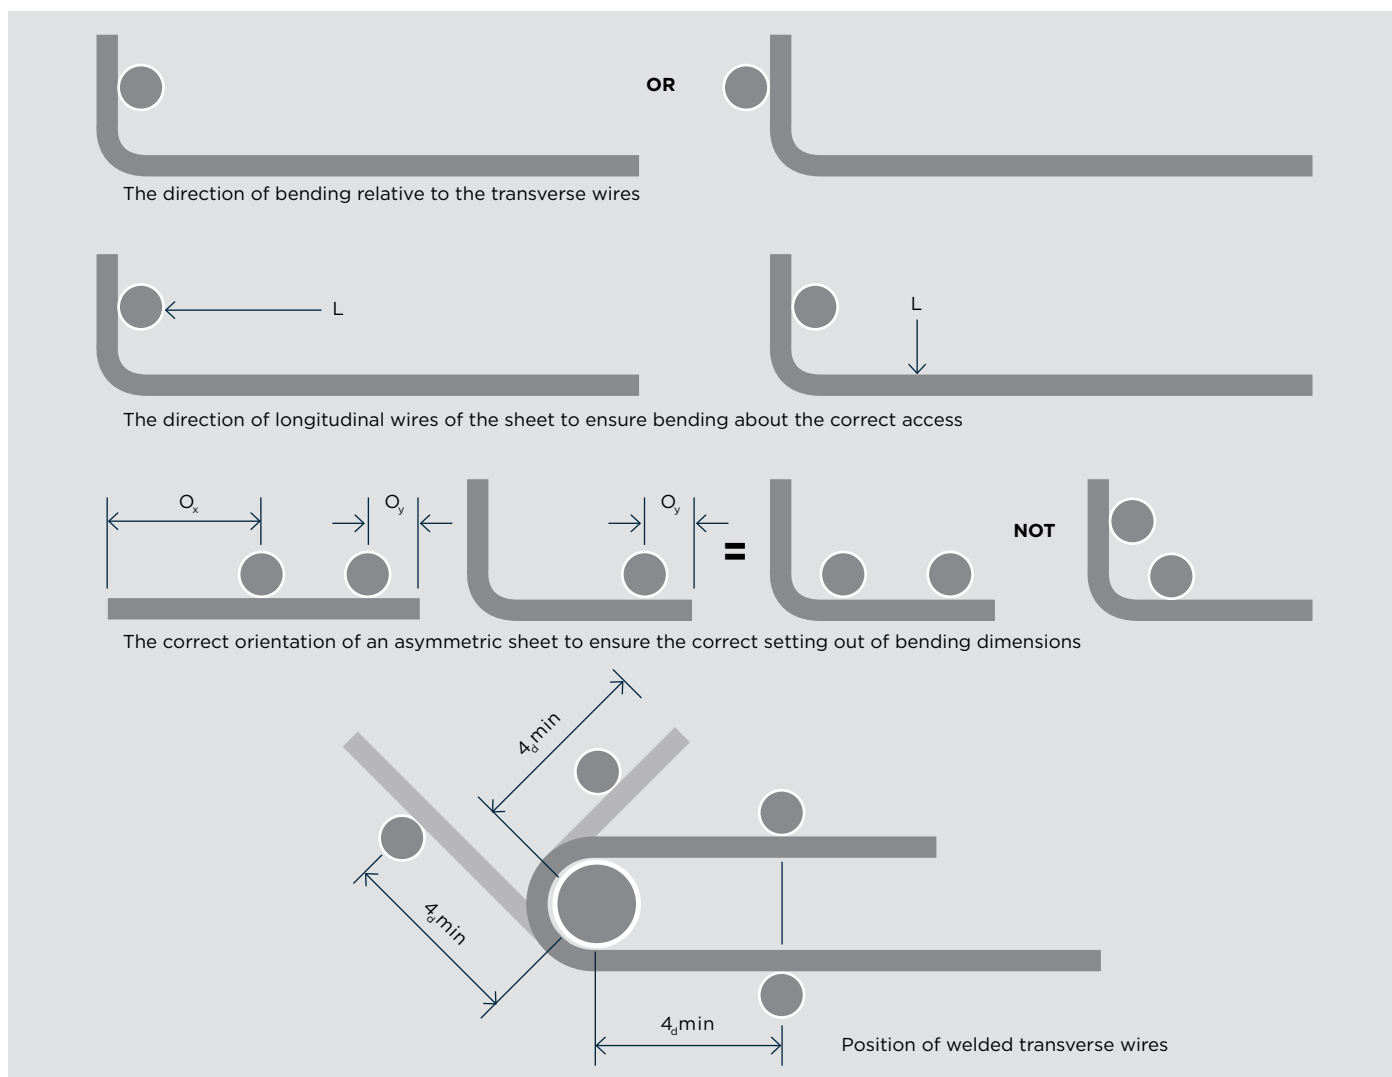 OR
The direction of bending relative to the transverse wires
L
L
The direction of longitudinal wires of the sheet to ensure bending about the correct access
Ox
Oy
Oy
=
NOT
The correct orientation of an asymmetric sheet to ensure the correct setting out of bending dimensions
4dmin
4dmin
4dmin
Position of welded transverse wires